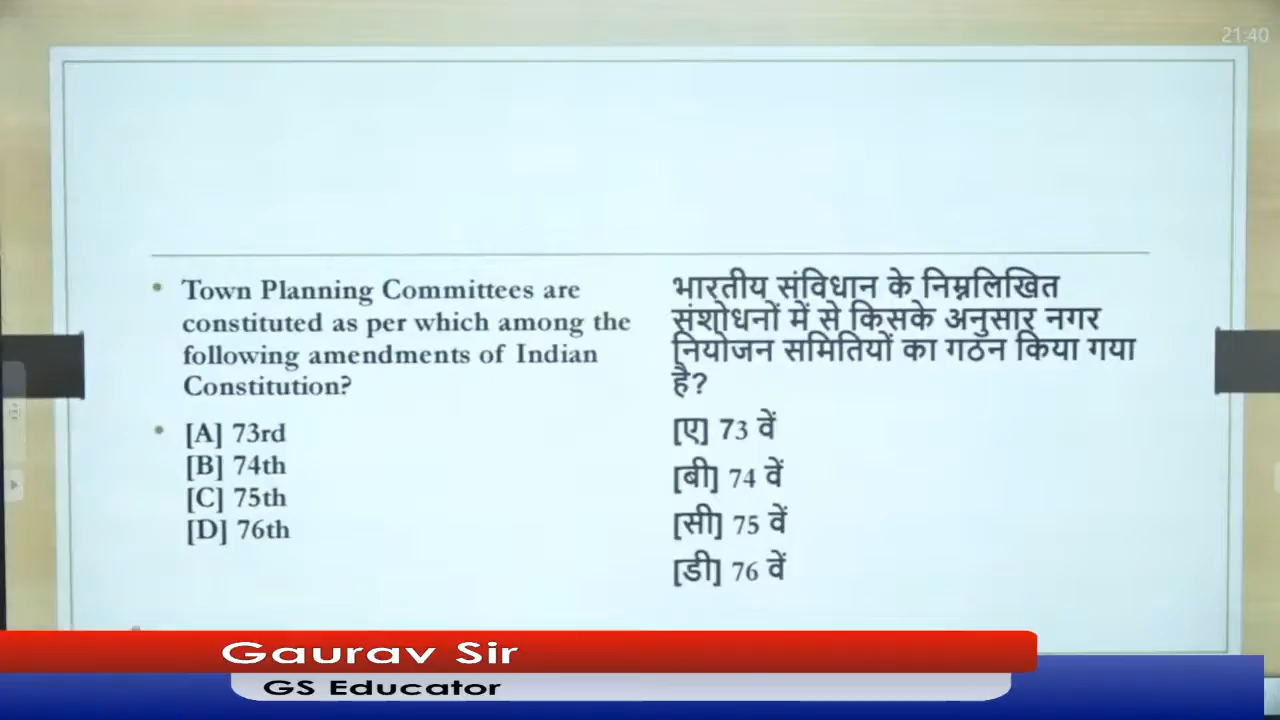 21:40
• Town Planning Committees are
constituted as per which among the
following amendments of Indian
Constitution?
• [A] 73rd
[B] 74th
[C] 75th
[D] 76th
भारतीय संविधान के निम्नलिखित
संशोधनों में से किसके अनुसार नगर
नियोजन समितियों का गठन किया गया
है?
[ए] 73 वें
[बी] 74 वें
[सी] 75 वें
[डी] 76 वें
Gaurav Sir
GS Educator